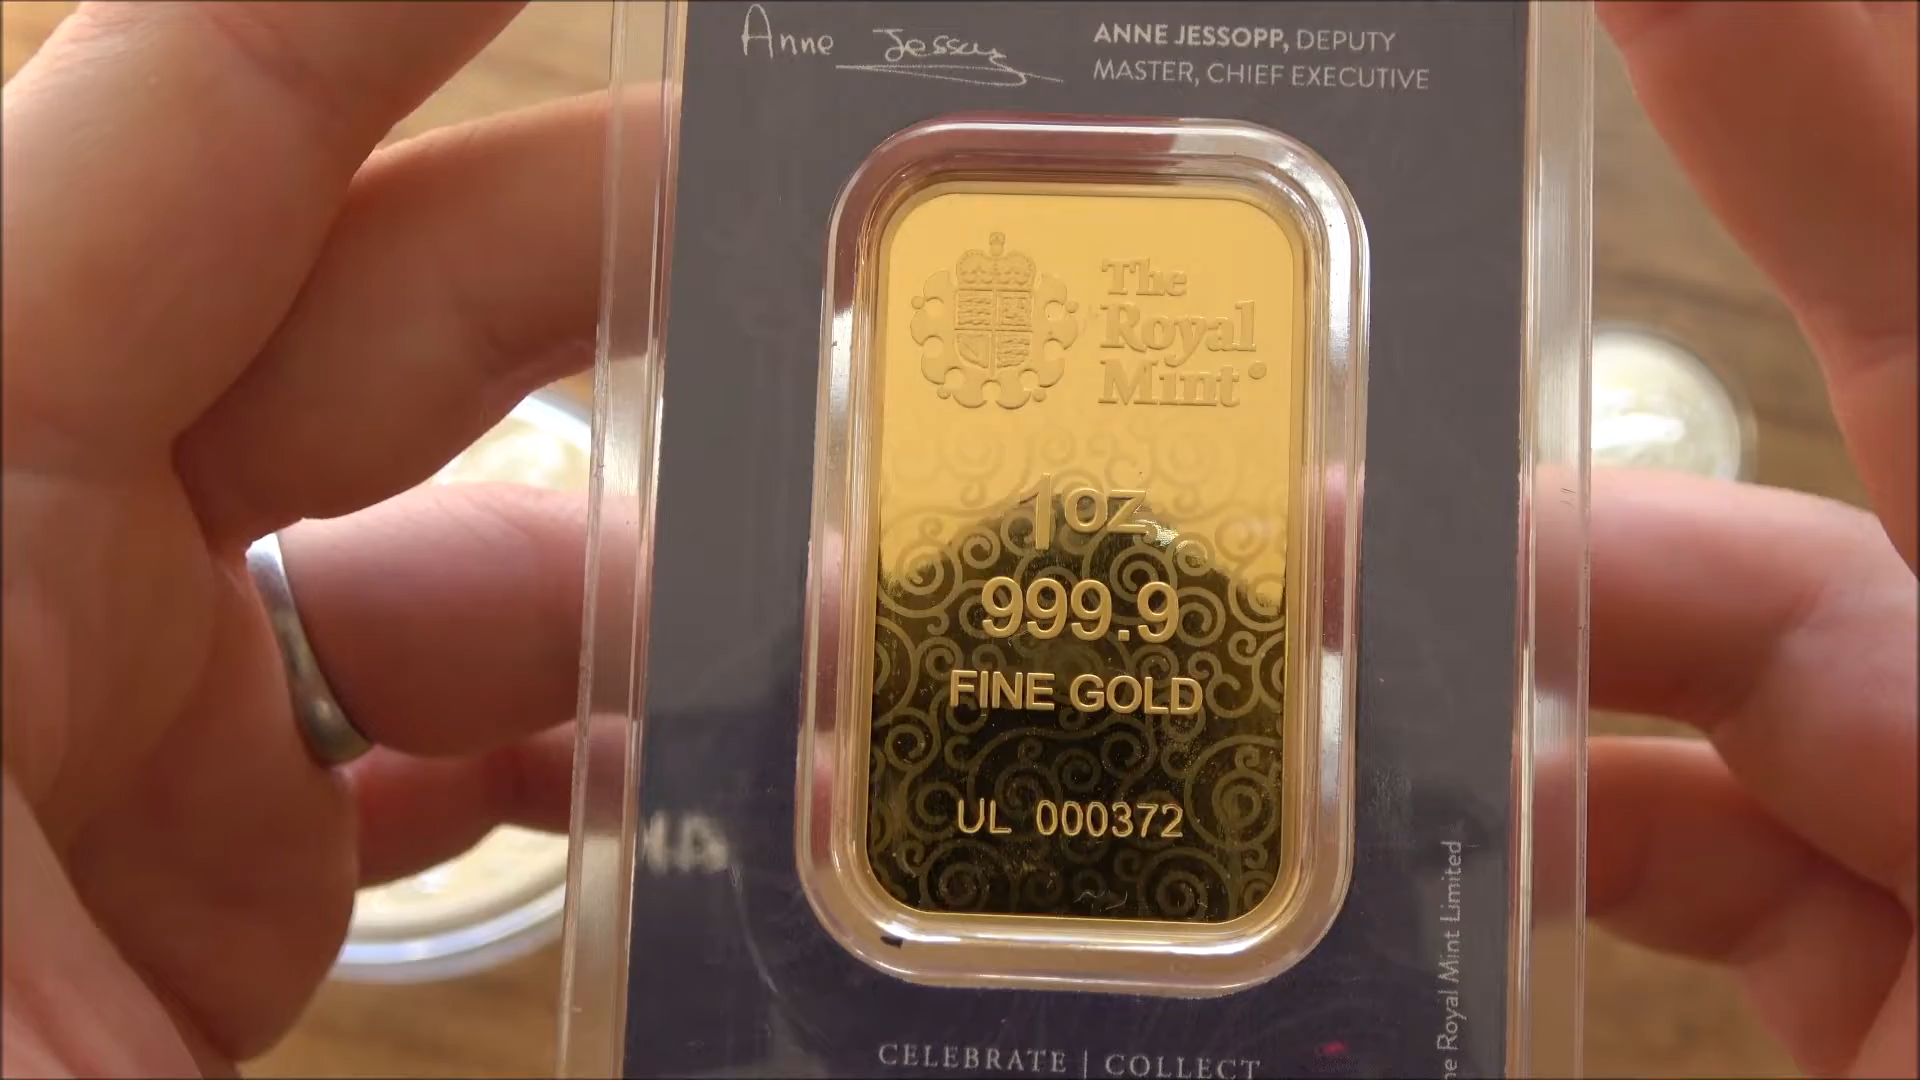 Anne Jessopp
ANNE JESSOPP, DEPUTY
MASTER, CHIEF EXECUTIVE
The
Royal
Mint
1oz
999.9
FINE GOLD
UL 000372
CELEBRATE | COLLECT
Royal Mint Limited